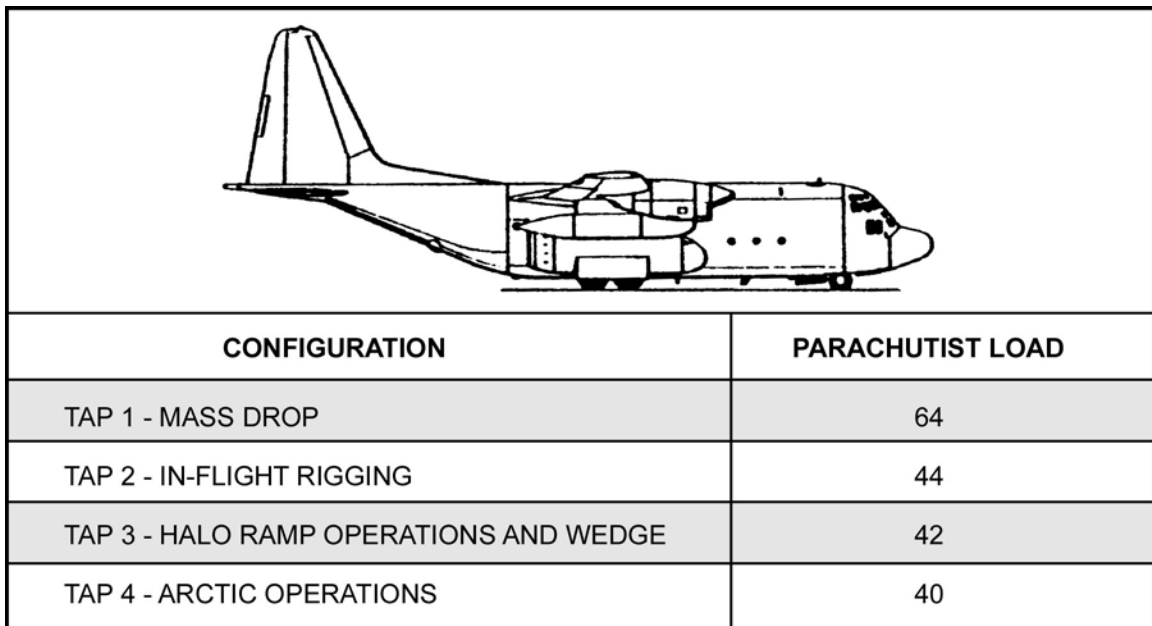 CONFIGURATION PARACHUTIST LOAD
TAP 1 - MASS DROP 64
TAP 2 - IN-FLIGHT RIGGING 44
TAP 3 - HALO RAMP OPERATIONS AND WEDGE 42
TAP 4 - ARCTIC OPERATIONS 40